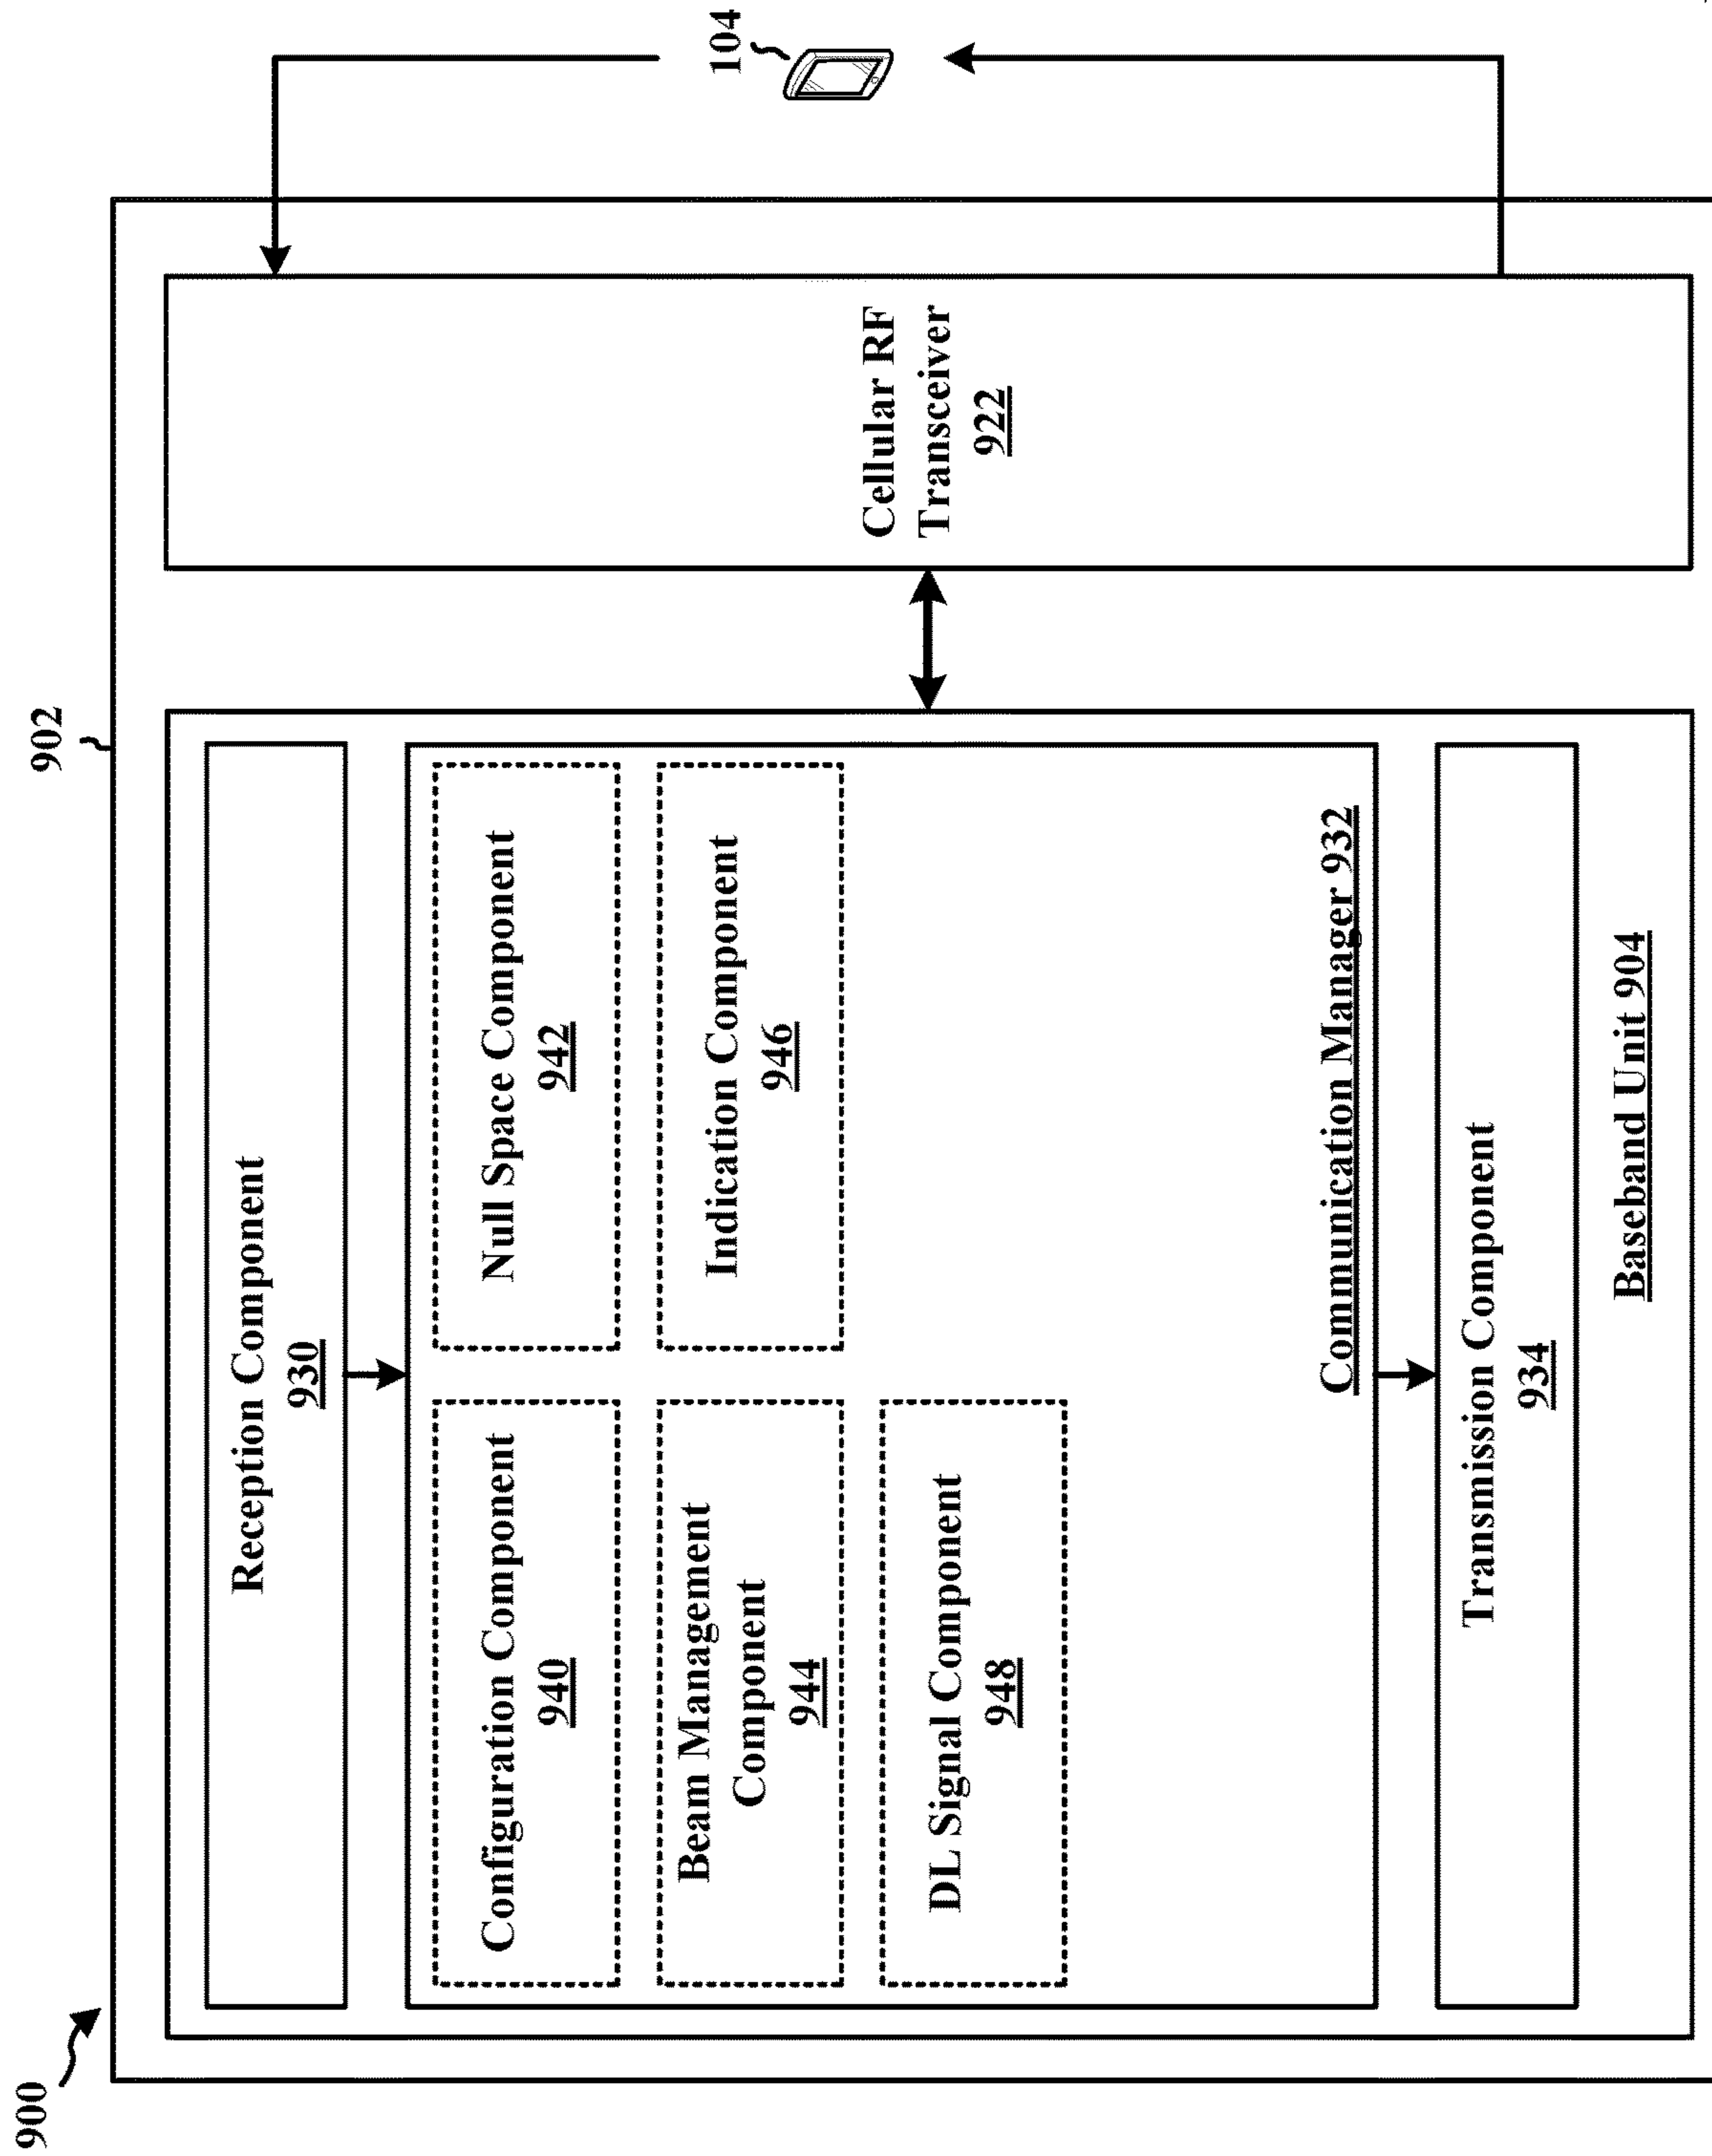 900
902
Reception Component
930
Configuration Component
940
Null Space Component
942
Beam Management
Component
944
Indication Component
946
DL Signal Component
948
Communication Manager 932
Transmission Component
934
Baseband Unit 904
Cellular RF
Transceiver
922
104